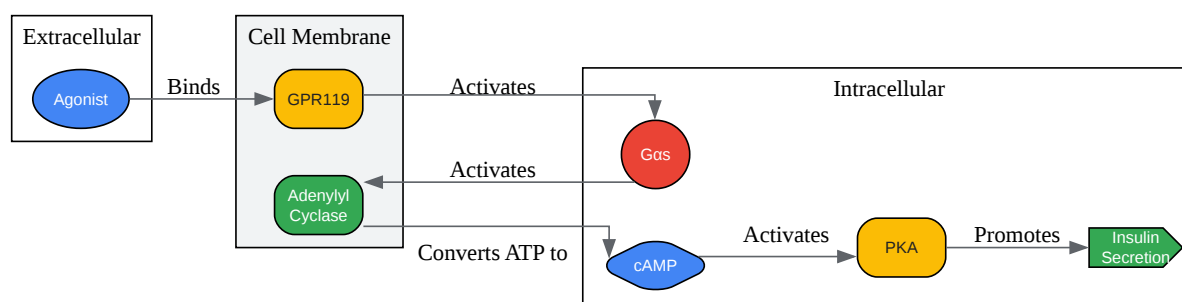 Extracellular
Cell Membrane
Agonist
Binds
GPR119
Activates
Intracellular
Gαs
Activates
Adenylyl
Cyclase
Converts ATP to
cAMP
Activates
PKA
Promotes
Insulin
Secretion